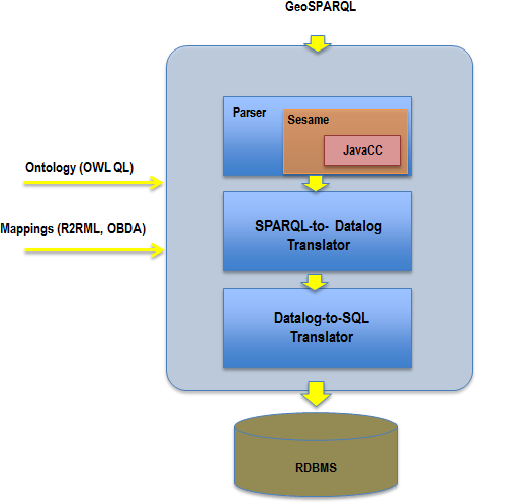 GeoSPARQL
Parser
Sesame
JavaCC
Ontology (OWL QL)
SPARQL-to- Datalog
Translator
Mappings (R2RML, OBDA)
Datalog-to-SQL
Translator
RDBMS